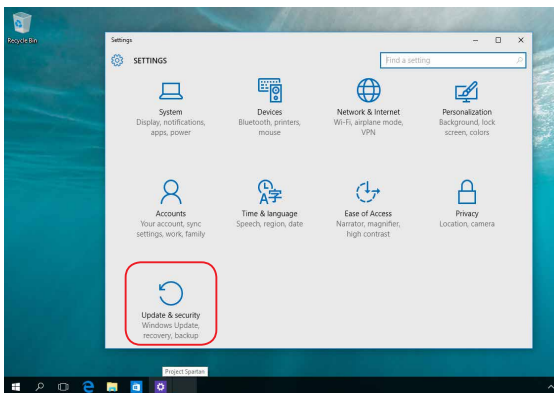 Recycle Bin
Settings
SETTINGS
Find a setting
System
Display, notifications,
apps, power
Devices
Bluetooth, printers,
mouse
Network & Internet
Wi-Fi, airplane mode,
VPN
Personalization
Background, lock
screen, colors
Accounts
Your account, sync
settings, work, family
Time & language
Speech, region, date
Ease of Access
Narrator, magnifier,
high contrast
Privacy
Location, camera
Update & security
Windows Update,
recovery, backup
Project Spartan